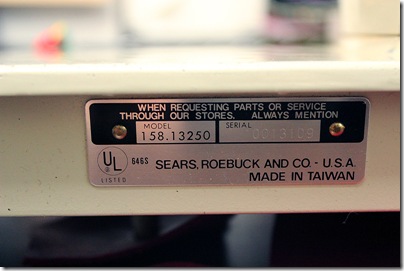 WHEN REQUESTING PARTS OR SERVICE
THROUGH OUR STORES. ALWAYS MENTION
MODEL
158.13250
SERIAL
UL
LISTED
646S
SEARS, ROEBUCK AND CO. - U.S.A.
MADE IN TAIWAN